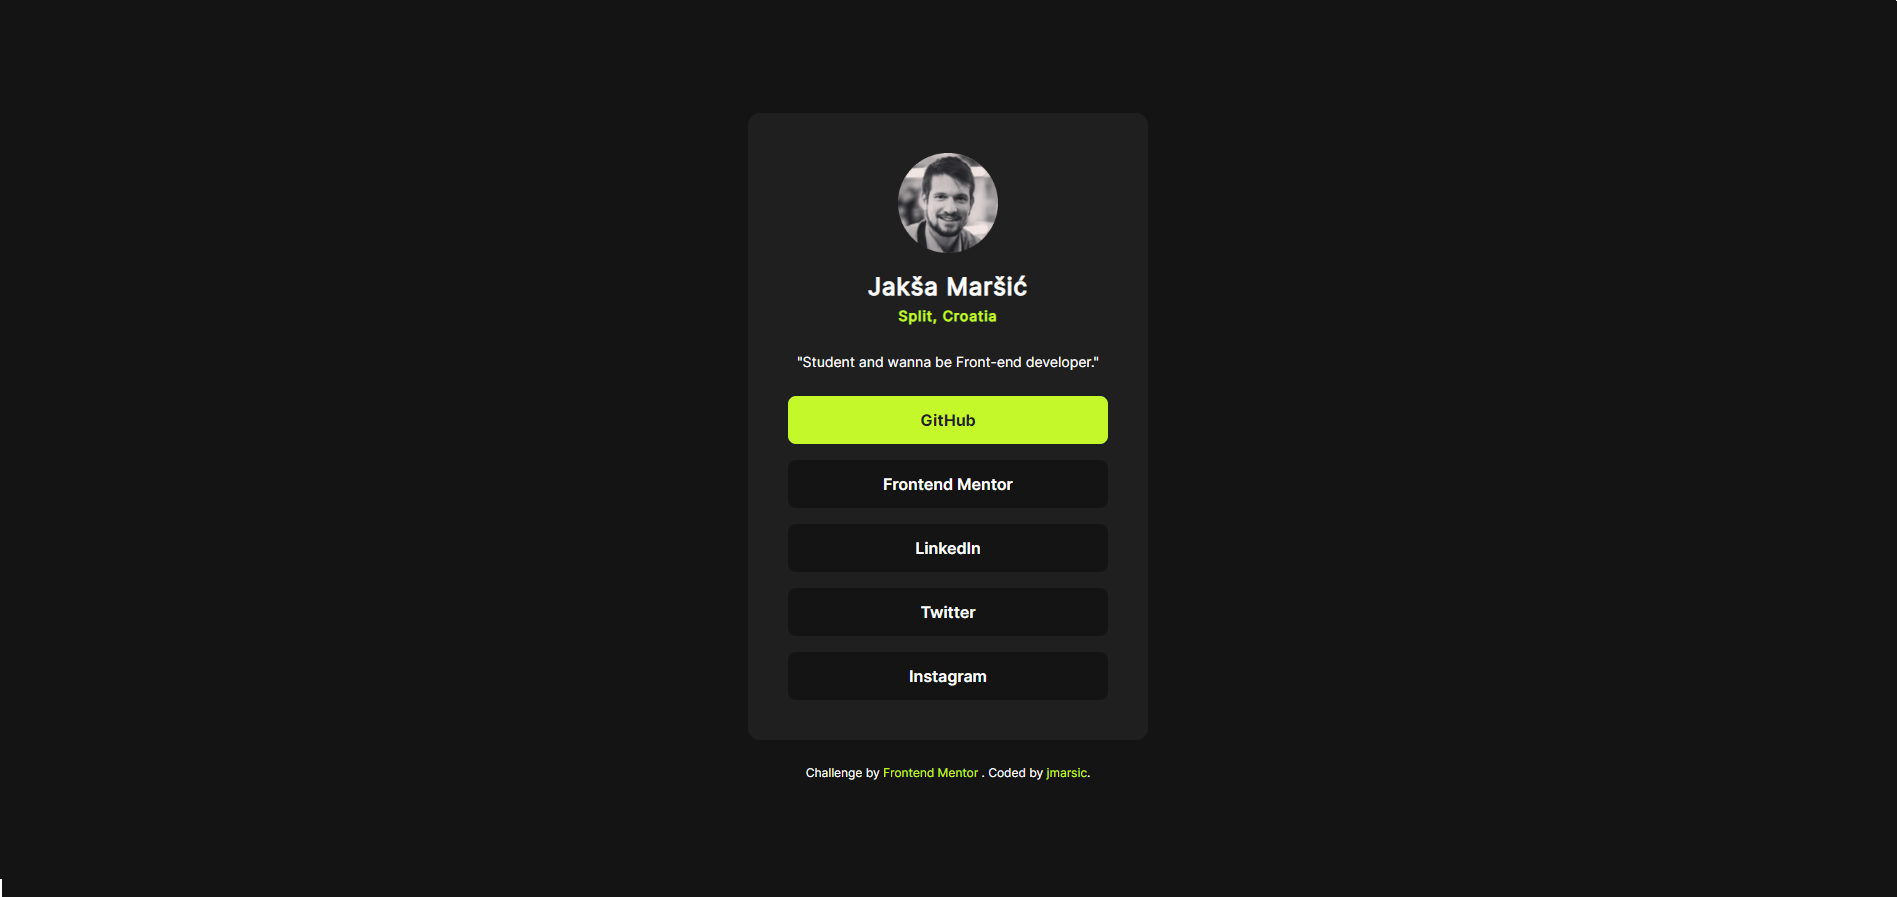 Jakša Maršić
Split, Croatia
"Student and wanna be Front-end developer."
GitHub
Frontend Mentor
LinkedIn
Twitter
Instagram
Challenge by Frontend Mentor . Coded by jmarsic.